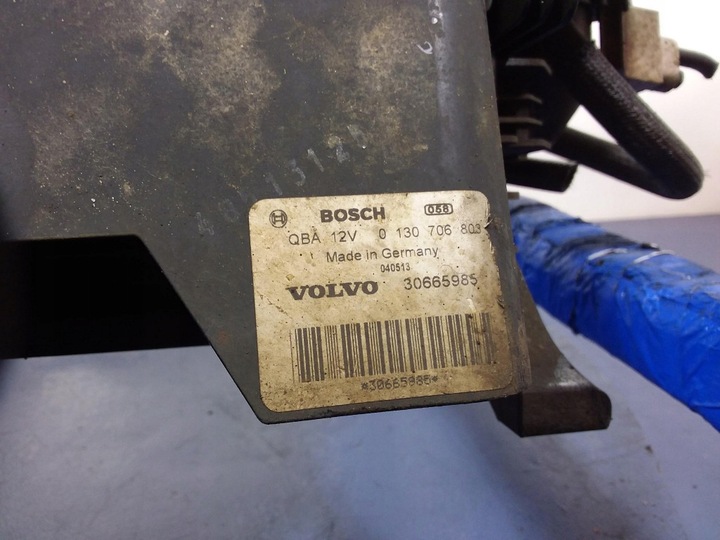 BOSCH 058
QBA 12V 0 130 706 803
Made in Germany
040513
VOLVO 30665985
*30665985*